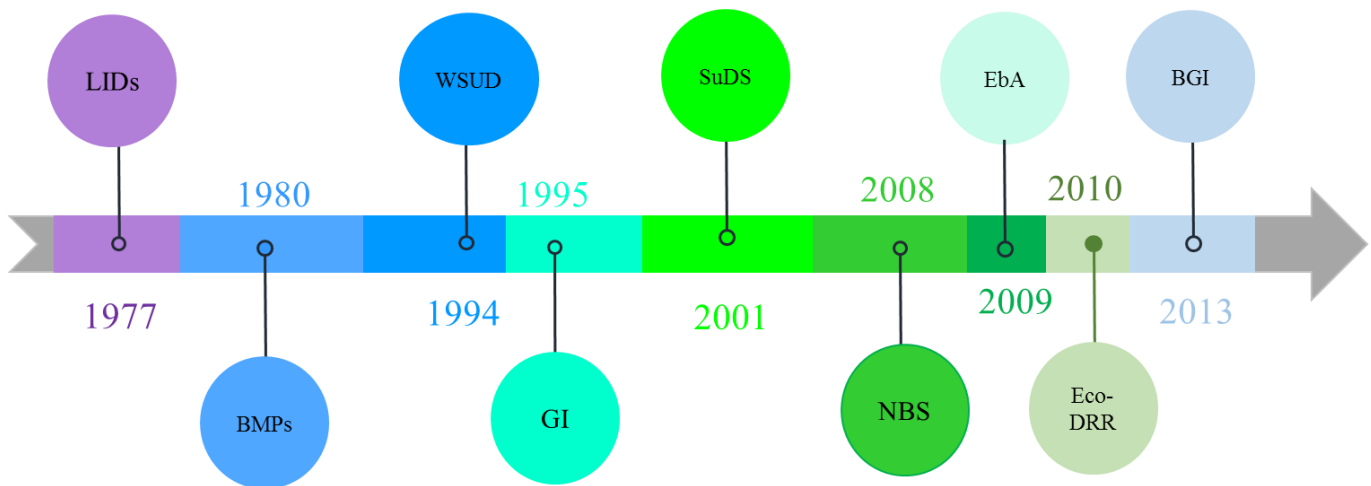 LIDs
WSUD
SuDS
EbA
BGI
1980
1995
2008
2010
1977
1994
2001
2009
2013
BMPs
GI
NBS
Eco-
DRR